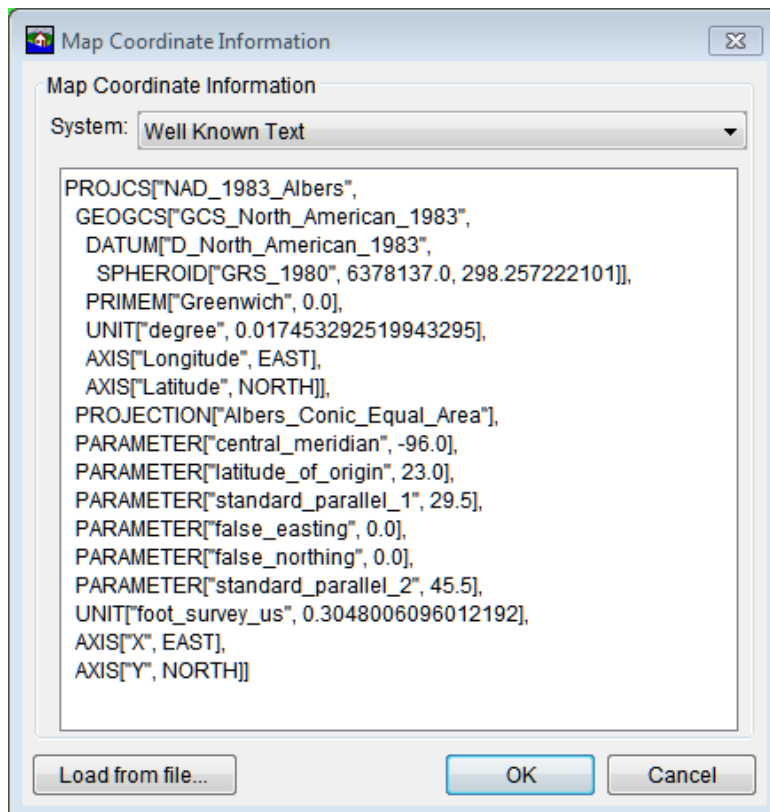 Map Coordinate Information
Map Coordinate Information
System: Well Known Text
PROJCS["NAD_1983_Albers",
GEOGCS["GCS_North_American_1983",
DATUM["D_North_American_1983",
SPHEROID["GRS_1980", 6378137.0, 298.257222101]],
PRIMEM["Greenwich", 0.0],
UNIT["degree", 0.017453292519943295],
AXIS["Longitude", EAST],
AXIS["Latitude", NORTH]],
PROJECTION["Albers_Conic_Equal_Area"],
PARAMETER["central_meridian", -96.0],
PARAMETER["latitude_of_origin", 23.0],
PARAMETER["standard_parallel_1", 29.5],
PARAMETER["false_easting", 0.0],
PARAMETER["false_northing", 0.0],
PARAMETER["standard_parallel_2", 45.5],
UNIT["foot_survey_us", 0.3048006096012192],
AXIS["X", EAST],
AXIS["Y", NORTH]]
Load from file... OK Cancel